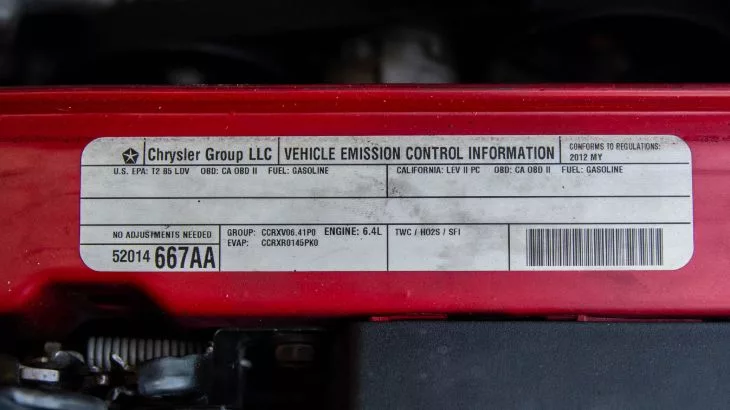 Chrysler Group LLC VEHICLE EMISSION CONTROL INFORMATION CONFORMS TO REGULATIONS:
2012 MY
U.S. EPA: T2 B5 LDV OBD: CA OBD II FUEL: GASOLINE CALIFORNIA: LEV II PC OBD: CA OBD II FUEL: GASOLINE
NO ADJUSTMENTS NEEDED GROUP: CCRXV06.41P0 ENGINE: 6.4L TWC / HO2S / SFI
EVAP: CCRXR0145PK0
52014 667AA